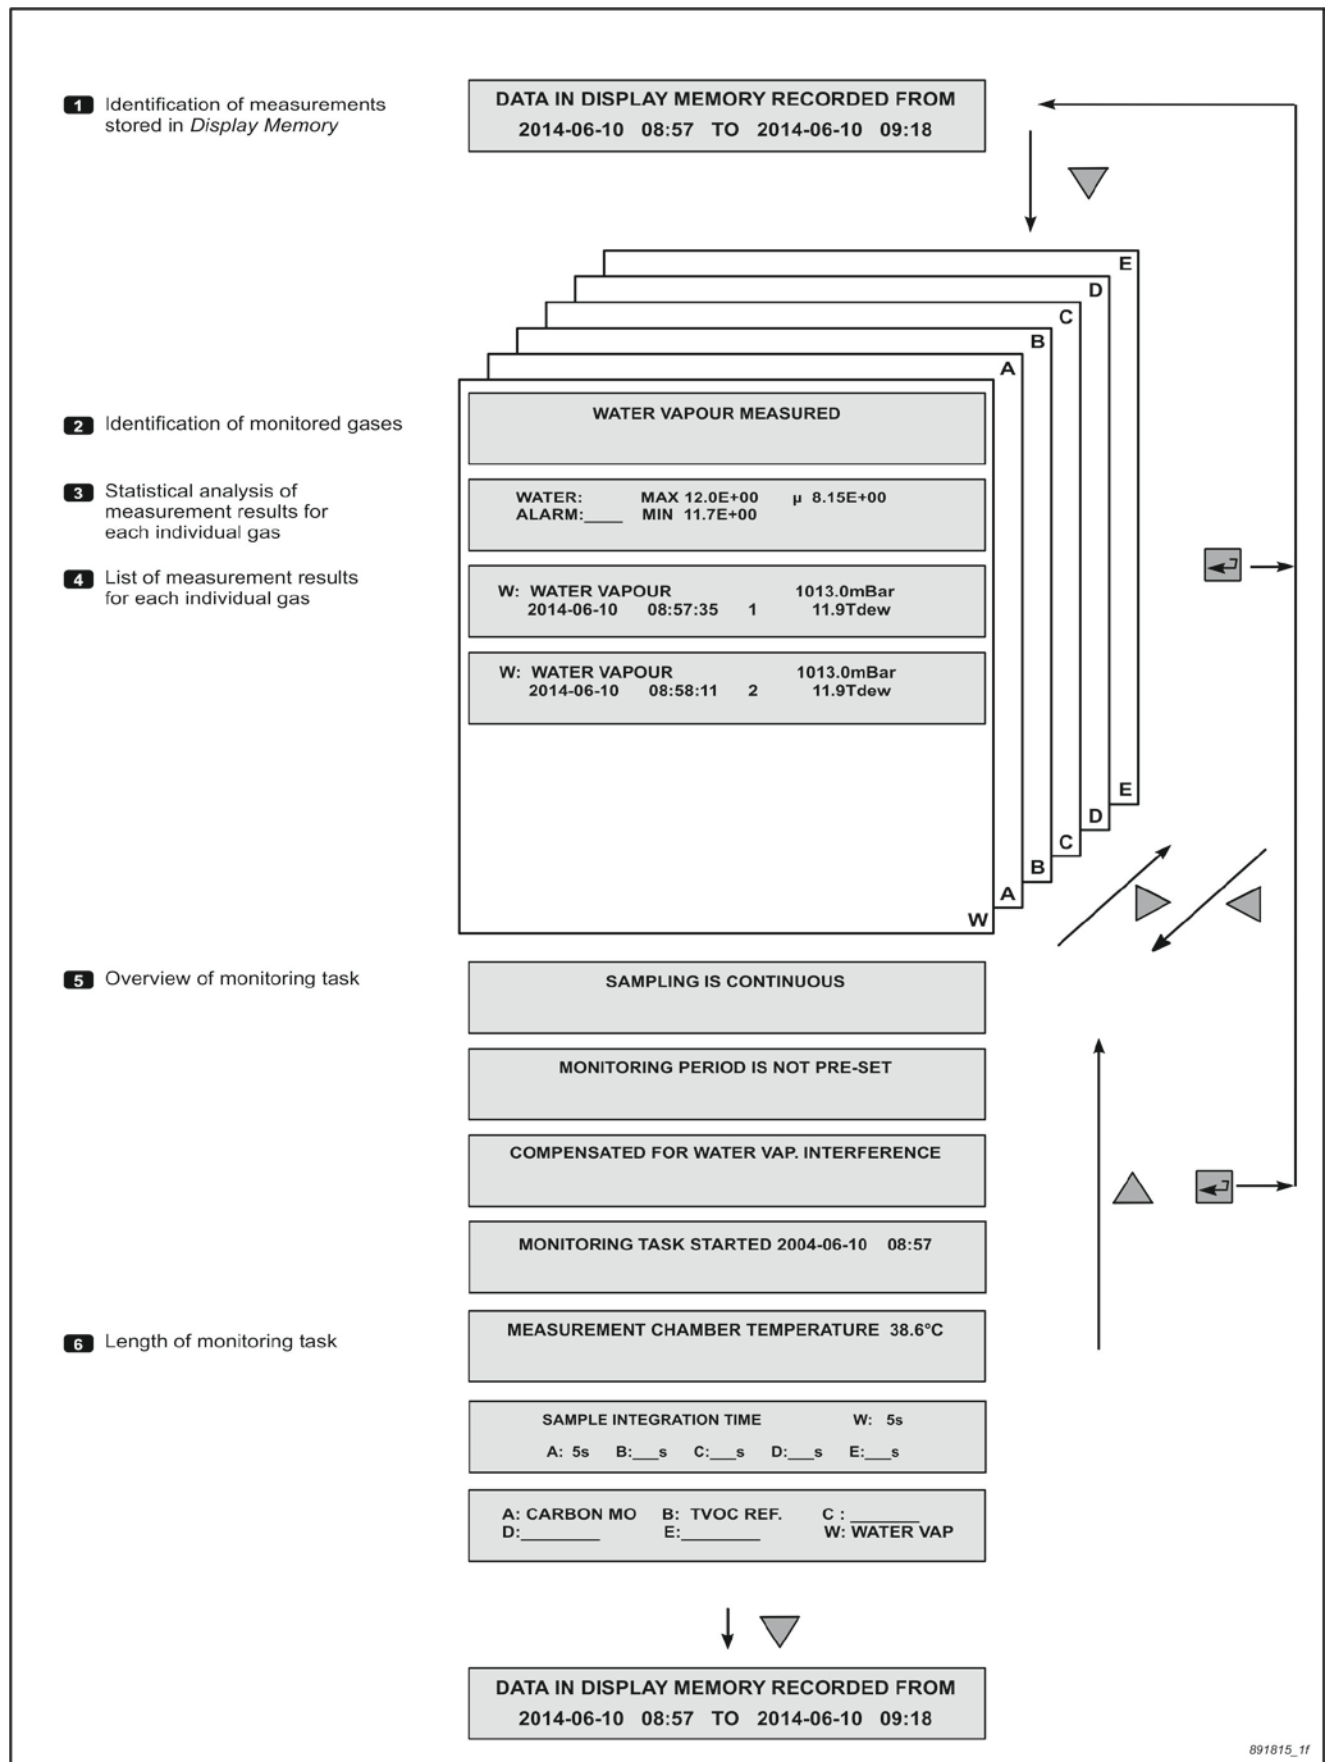 1 Identification of measurements
stored in Display Memory
DATA IN DISPLAY MEMORY RECORDED FROM
2014-06-10 08:57 TO 2014-06-10 09:18
E
D
C
B
A
2 Identification of monitored gases
WATER VAPOUR MEASURED
3 Statistical analysis of
measurement results for
each individual gas
WATER: MAX 12.0E+00 µ 8.15E+00
ALARM:____ MIN 11.7E+00
4 List of measurement results
for each individual gas
W: WATER VAPOUR 1013.0mBar
2014-06-10 08:57:35 1 11.9Tdew
W: WATER VAPOUR 1013.0mBar
2014-06-10 08:58:11 2 11.9Tdew
E
D
C
B
A
W
5 Overview of monitoring task
SAMPLING IS CONTINUOUS
MONITORING PERIOD IS NOT PRE-SET
COMPENSATED FOR WATER VAP. INTERFERENCE
MONITORING TASK STARTED 2004-06-10 08:57
6 Length of monitoring task
MEASUREMENT CHAMBER TEMPERATURE 38.6°C
SAMPLE INTEGRATION TIME W: 5s
A: 5s B:___s C:___s D:___s E:___s
A: CARBON MO B: TVOC REF. C : _______
D:________ E:________ W: WATER VAP
DATA IN DISPLAY MEMORY RECORDED FROM
2014-06-10 08:57 TO 2014-06-10 09:18
891815_1f